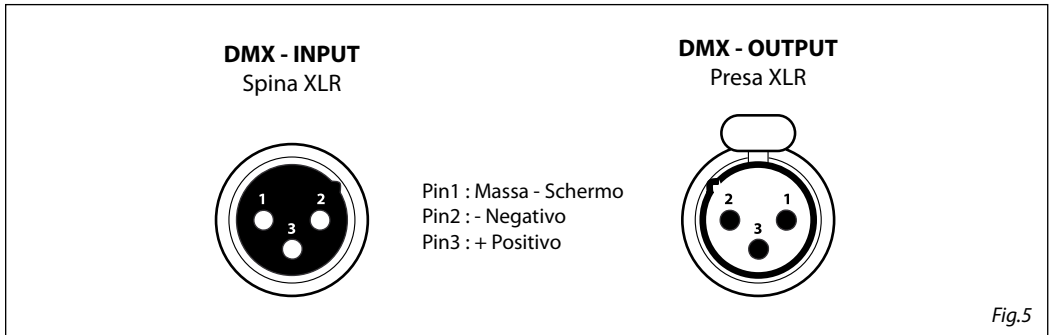 DMX - INPUT
Spina XLR
DMX - OUTPUT
Presa XLR
1
2
3
Pin1 : Massa - Schermo
Pin2 : - Negativo
Pin3 : + Positivo
2
1
3
Fig.5